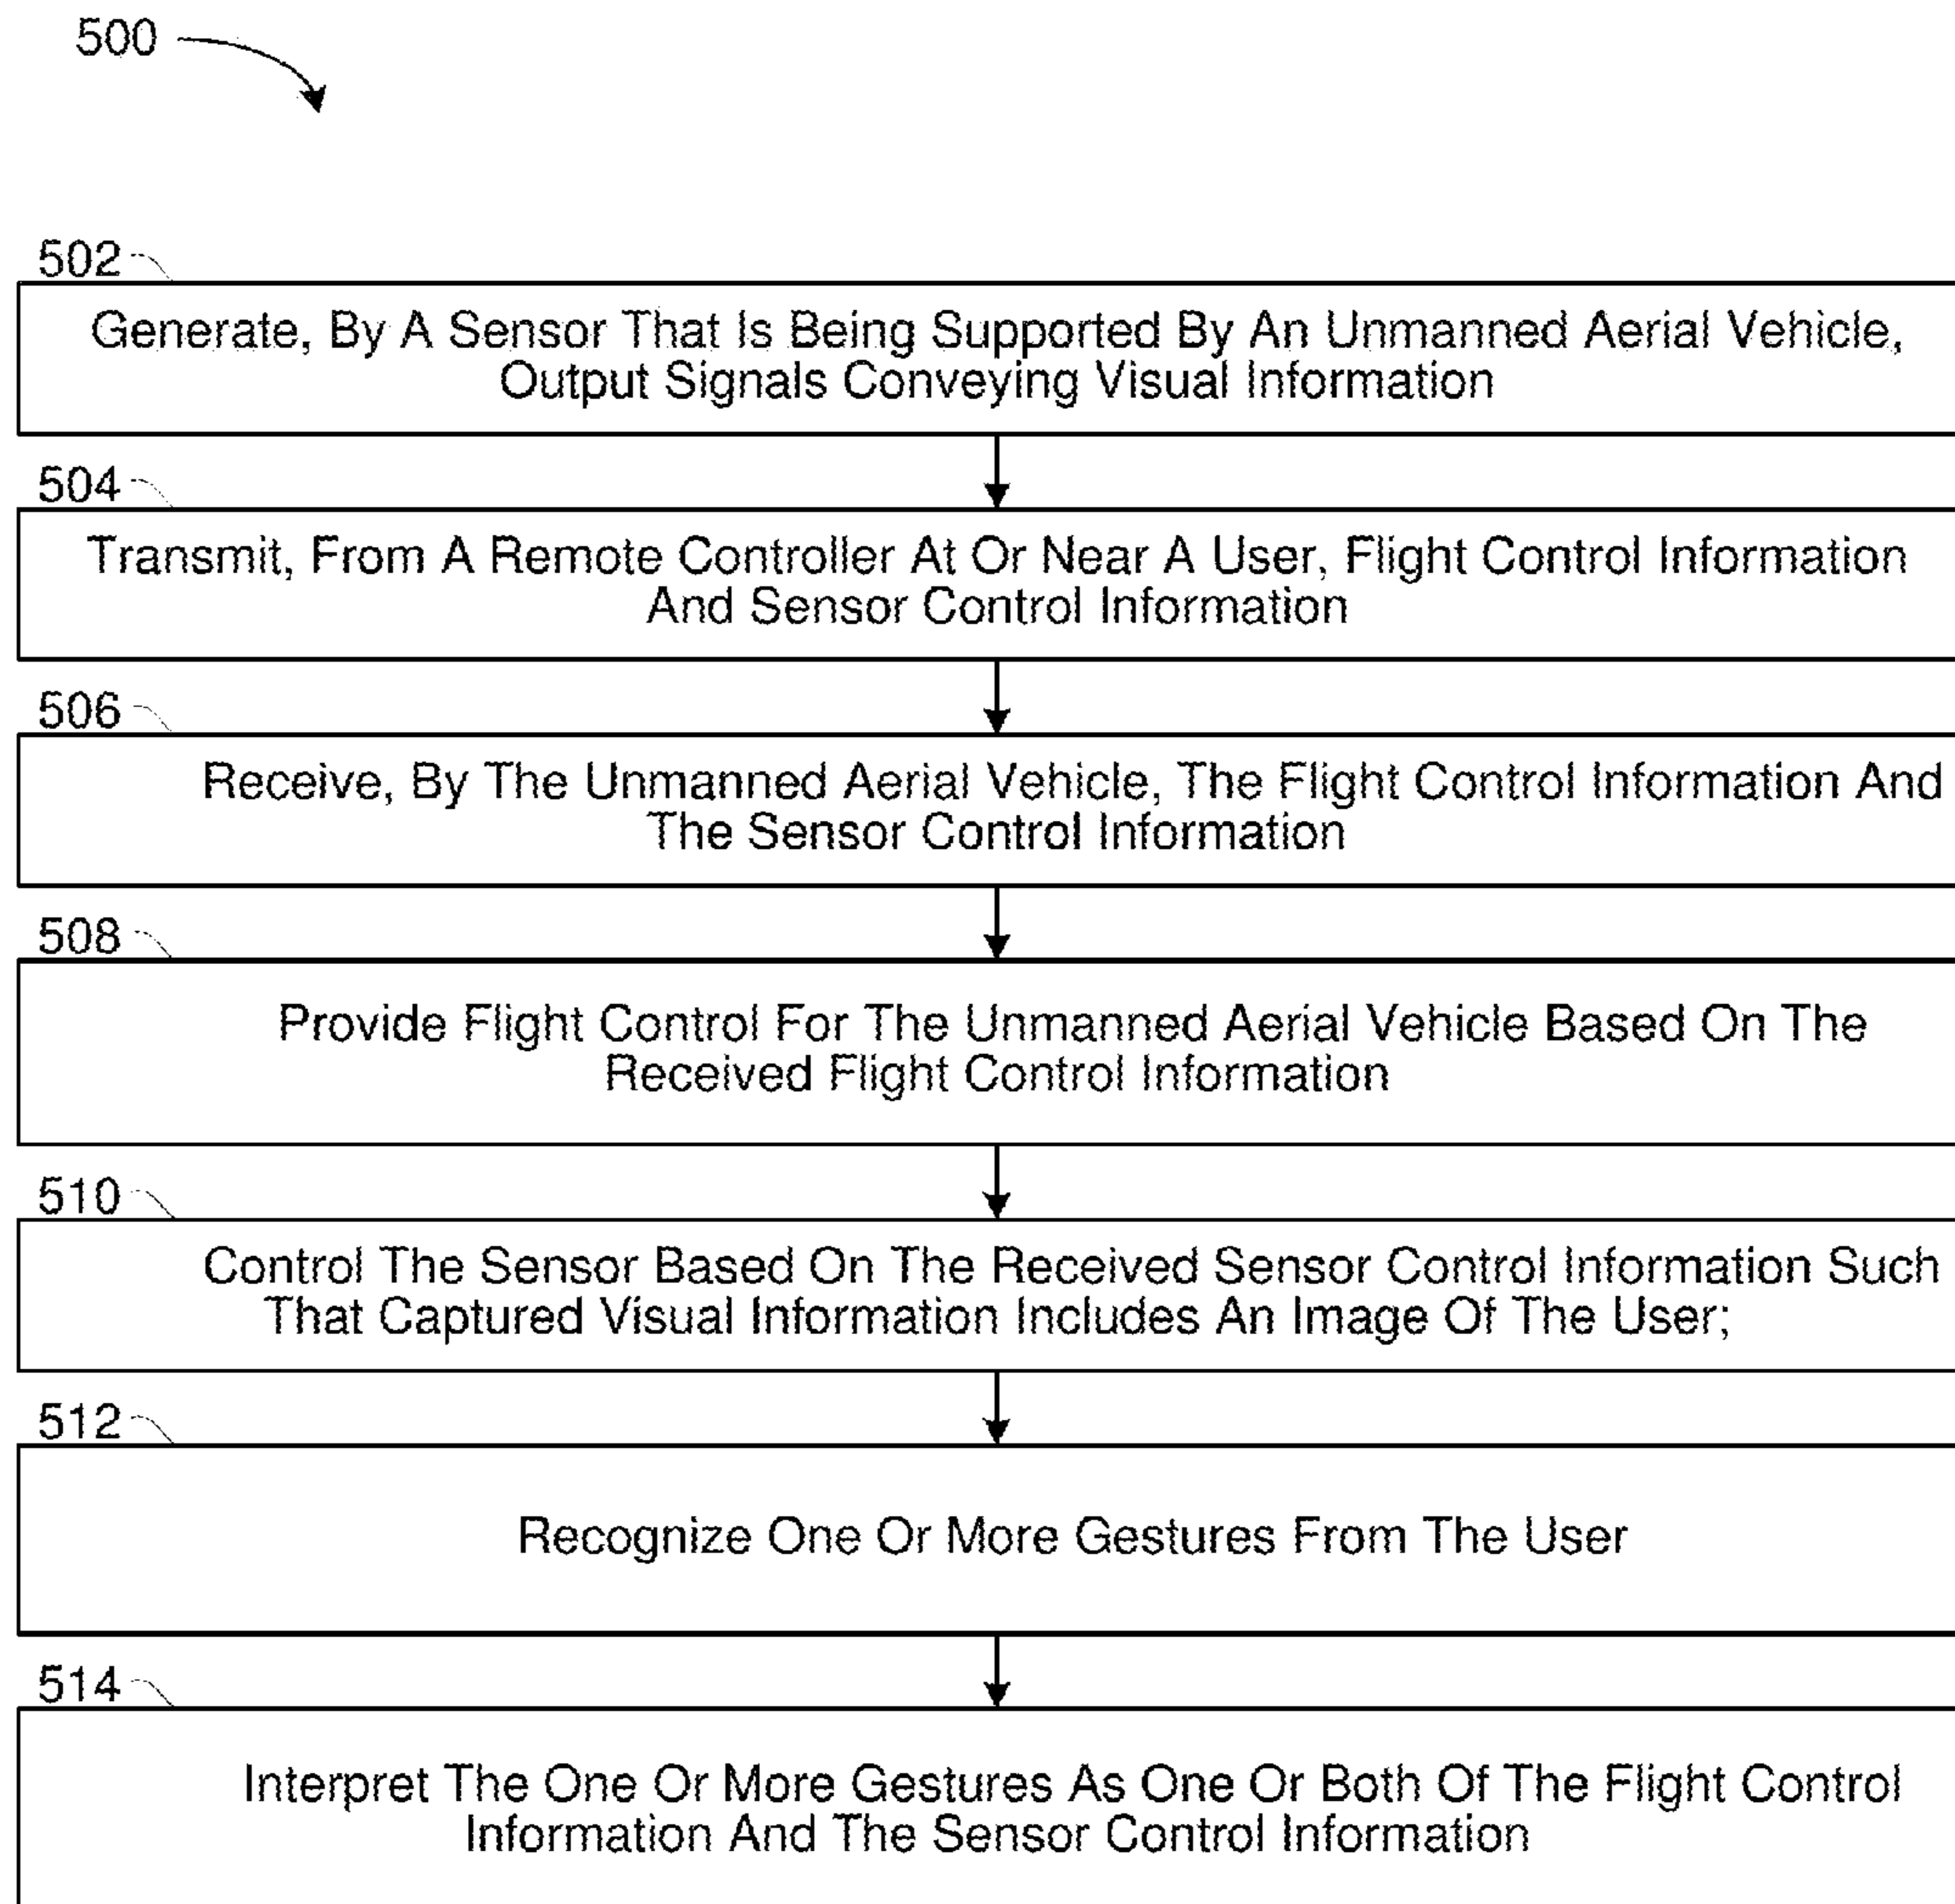 500
502
Generate, By A Sensor That Is Being Supported By An Unmanned Aerial Vehicle,
Output Signals Conveying Visual Information
504
Transmit, From A Remote Controller At Or Near A User, Flight Control Information
And Sensor Control Information
506
Receive, By The Unmanned Aerial Vehicle, The Flight Control Information And
The Sensor Control Information
508
Provide Flight Control For The Unmanned Aerial Vehicle Based On The
Received Flight Control Information
510
Control The Sensor Based On The Received Sensor Control Information Such
That Captured Visual Information Includes An Image Of The User;
512
Recognize One Or More Gestures From The User
514
Interpret The One Or More Gestures As One Or Both Of The Flight Control
Information And The Sensor Control Information